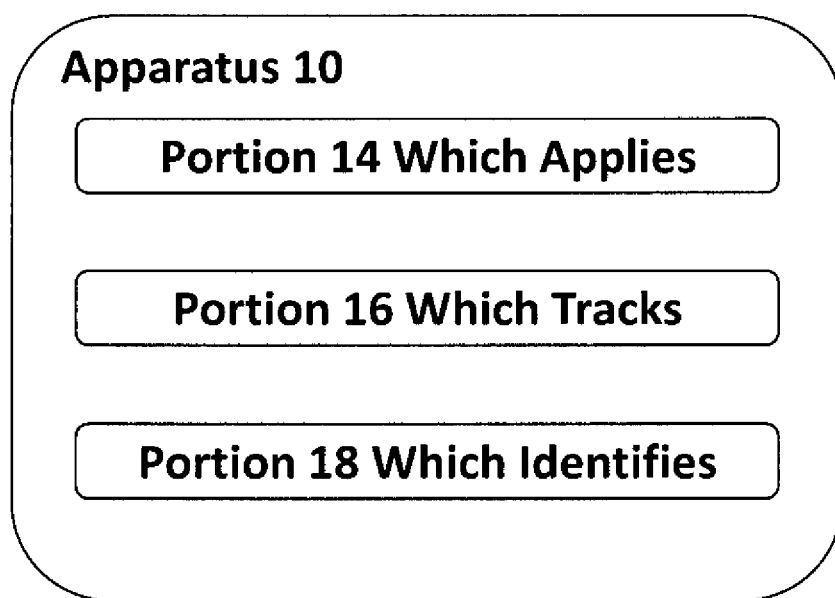 Apparatus 10
Portion 14 Which Applies
Portion 16 Which Tracks
Portion 18 Which Identifies